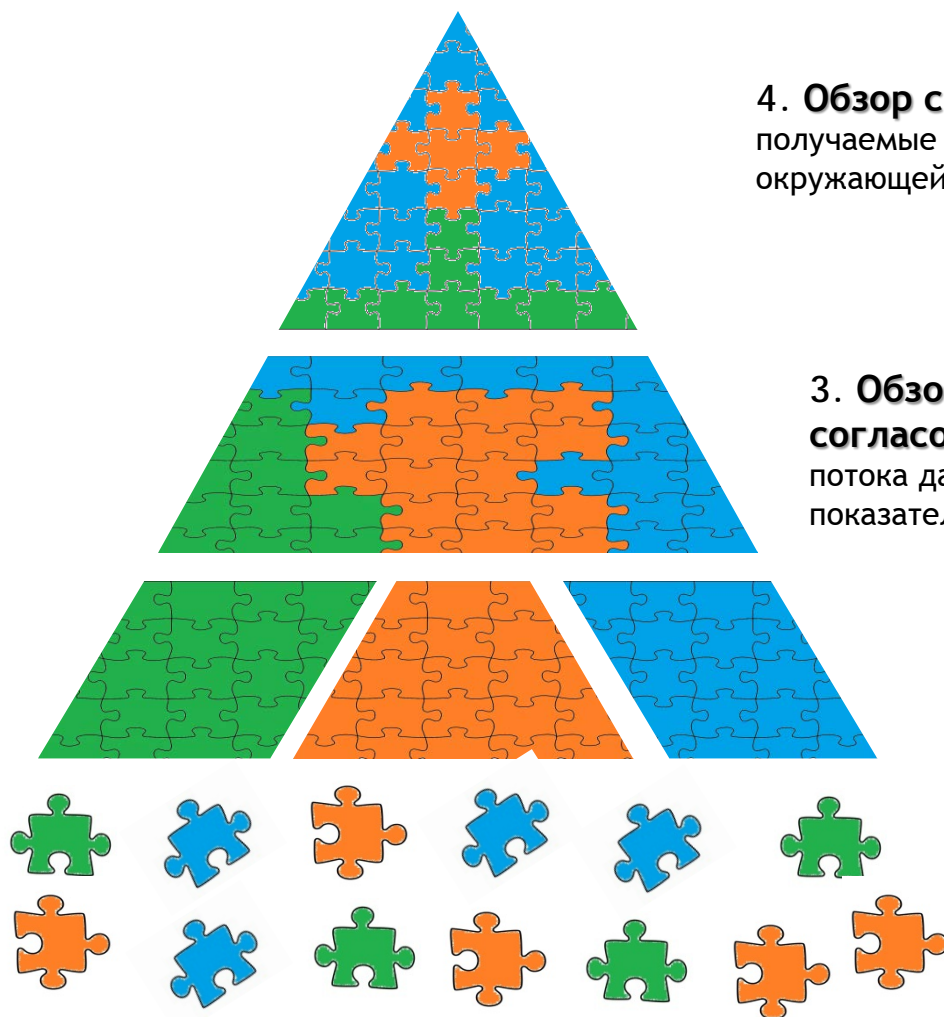 4. Обзор с
получаемые
окружающей
3. Обзо
согласо
потока да
показател